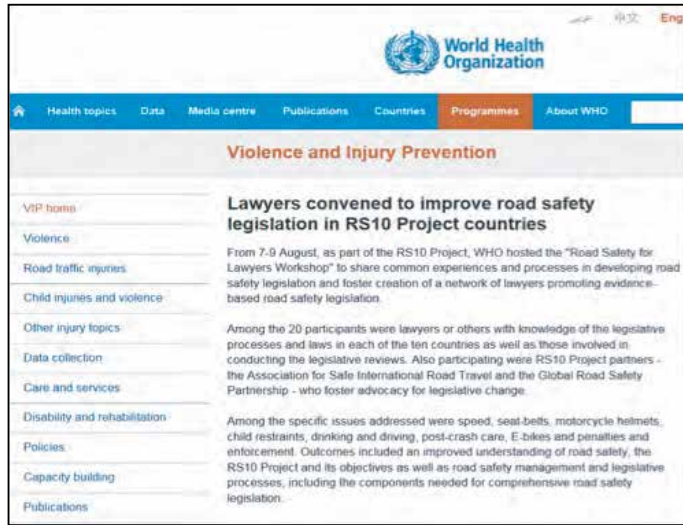 中文 Eng
World Health
Organization
Health topics Data Media centre Publications Countries Programmes About WHO
Violence and Injury Prevention
VIP home
Violence
Road traffic injuries
Child injuries and violence
Other injury topics
Data collection
Care and services
Disability and rehabilitation
Policies
Capacity building
Publications
Lawyers convened to improve road safety
legislation in RS10 Project countries
From 7-9 August, as part of the RS10 Project, WHO hosted the "Road Safety for
Lawyers Workshop" to share common experiences and processes in developing road
safety legislation and foster creation of a network of lawyers promoting evidence-
based road safety legislation.
Among the 20 participants were lawyers or others with knowledge of the legislative
processes and laws in each of the ten countries as well as those involved in
conducting the legislative reviews. Also participating were RS10 Project partners -
the Association for Safe International Road Travel and the Global Road Safety
Partnership - who foster advocacy for legislative change.
Among the specific issues addressed were speed, seat-belts, motorcycle helmets,
child restraints, drinking and driving, post-crash care, E-bikes and penalties and
enforcement. Outcomes included an improved understanding of road safety, the
RS10 Project and its objectives as well as road safety management and legislative
processes, including the components needed for comprehensive road safety
legislation.